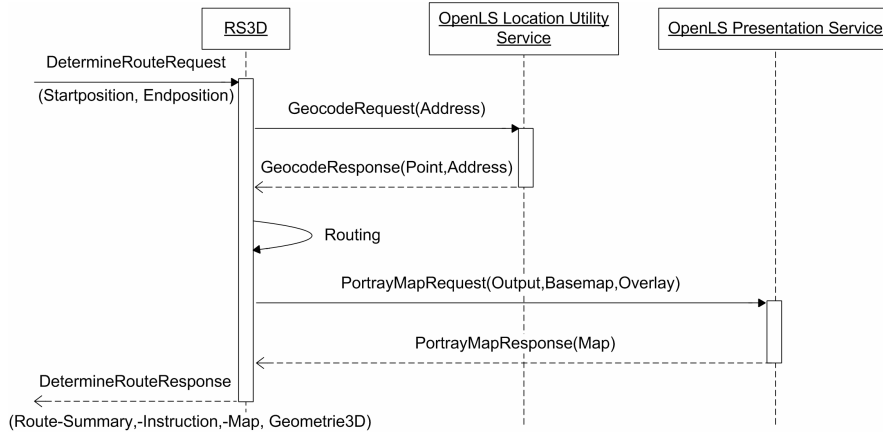 RS3D
OpenLS Location Utility
Service
OpenLS Presentation Service
DetermineRouteRequest
(Startposition, Endposition)
GeocodeRequest(Address)
GeocodeResponse(Point,Address)
Routing
PortrayMapRequest(Output,Basemap,Overlay)
PortrayMapResponse(Map)
DetermineRouteResponse
(Route-Summary,-Instruction,-Map, Geometrie3D)